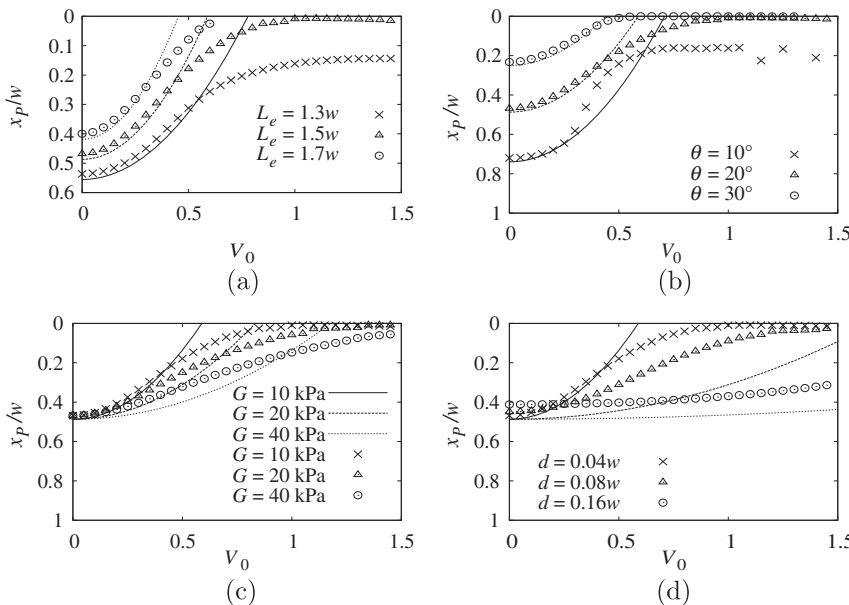 0
0.1
0.2
0.3
0.4
0.5
0.6
x_P/w
L_e = 1.3w
L_e = 1.5w
L_e = 1.7w
0 0.5 1 1.5
V_0
(a)
0
0.2
0.4
0.6
0.8
1
x_P/w
θ = 10°
θ = 20°
θ = 30°
0 0.5 1 1.5
V_0
(b)
0
0.2
0.4
0.6
0.8
1
x_P/w
G = 10 kPa
G = 20 kPa
G = 40 kPa
G = 10 kPa
G = 20 kPa
G = 40 kPa
0 0.5 1 1.5
V_0
(c)
0
0.2
0.4
0.6
0.8
1
x_P/w
d = 0.04w
d = 0.08w
d = 0.16w
0 0.5 1 1.5
V_0
(d)